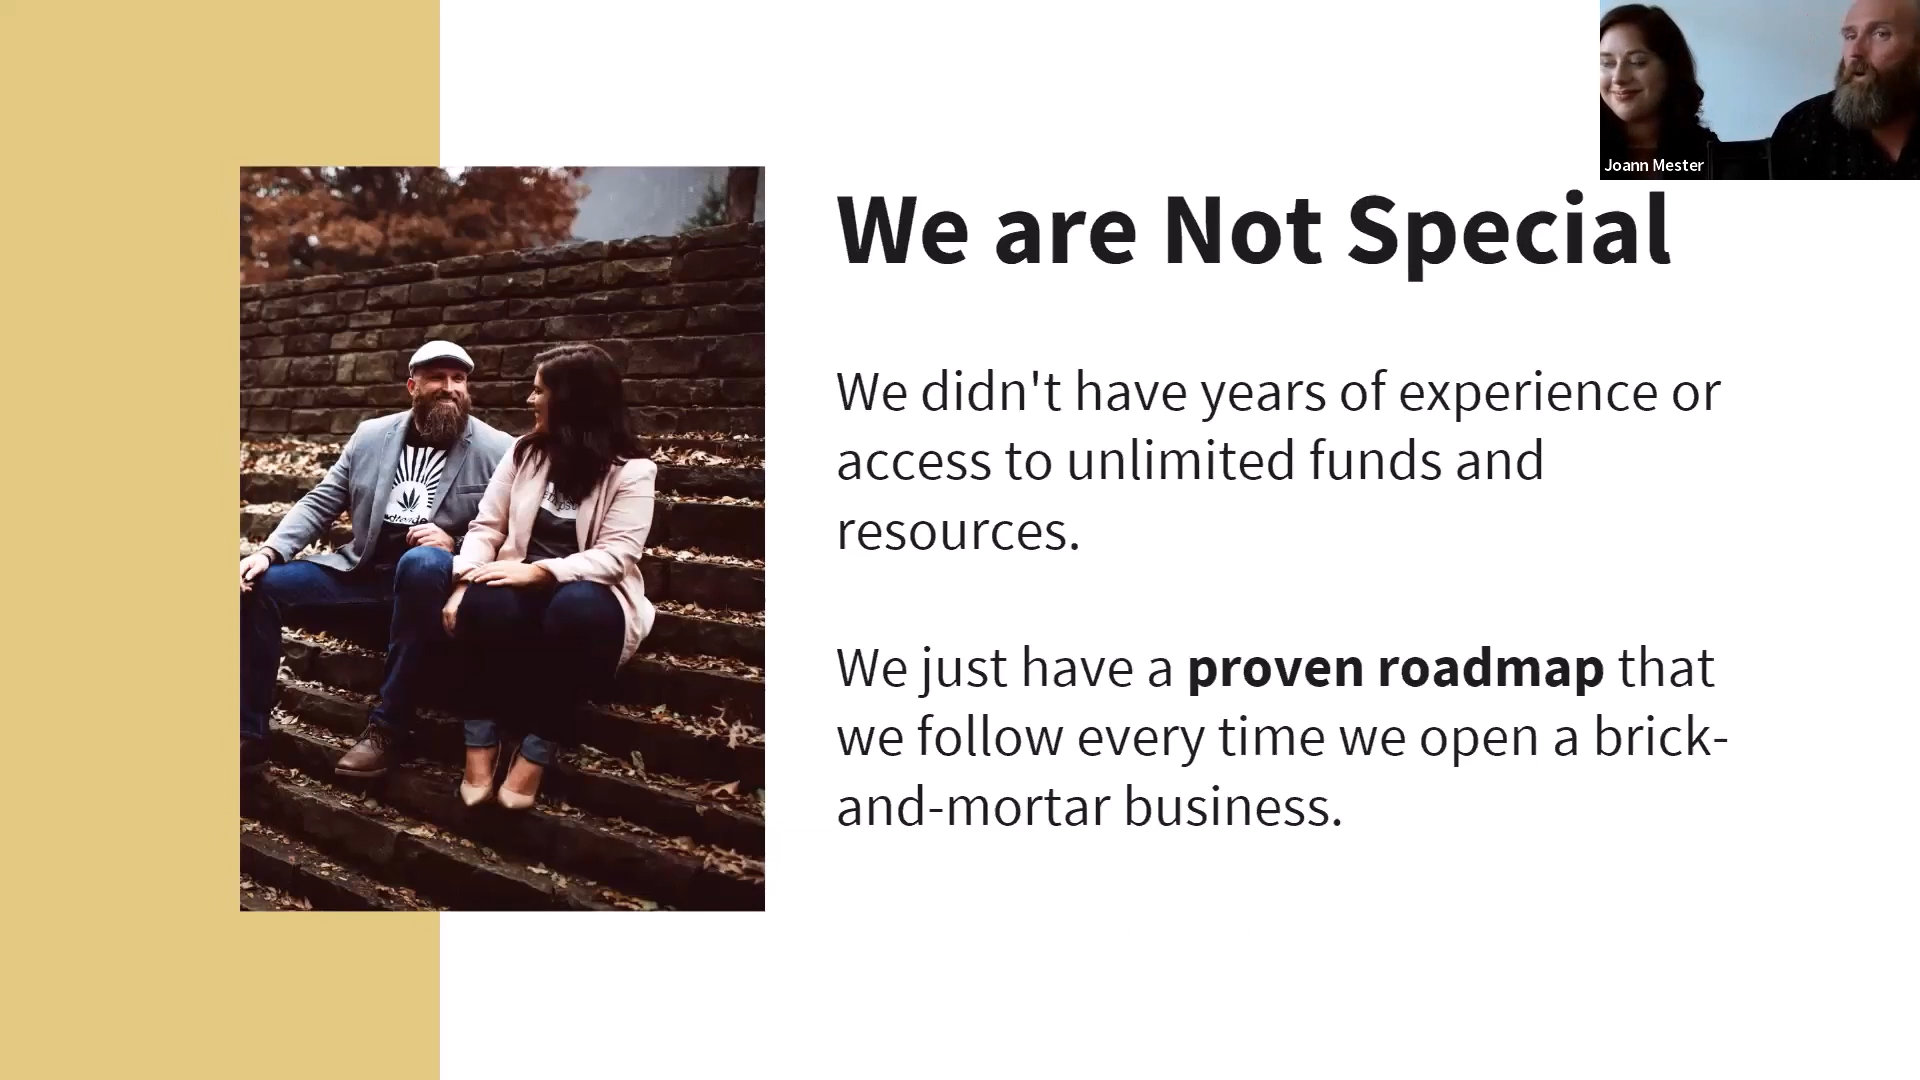 Joann Mester
We are Not Special
We didn't have years of experience or
access to unlimited funds and
resources.
We just have a proven roadmap that
we follow every time we open a brick-
and-mortar business.